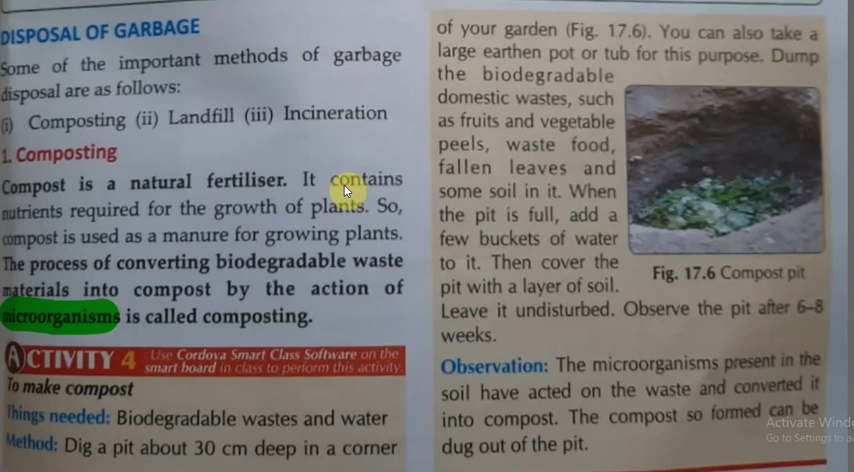 DISPOSAL OF GARBAGE
Some of the important methods of garbage
disposal are as follows:
(i) Composting (ii) Landfill (iii) Incineration
1. Composting
Compost is a natural fertiliser. It contains
nutrients required for the growth of plants. So,
compost is used as a manure for growing plants.
The process of converting biodegradable waste
materials into compost by the action of
microorganisms is called composting.
ACTIVITY 4 Use Cordova Smart Class Software on the
smart board in class to perform this activity.
To make compost
Things needed: Biodegradable wastes and water
Method: Dig a pit about 30 cm deep in a corner
of your garden (Fig. 17.6). You can also take a
large earthen pot or tub for this purpose. Dump
the biodegradable
domestic wastes, such
as fruits and vegetable
peels, waste food,
fallen leaves and
some soil in it. When
the pit is full, add a
few buckets of water
to it. Then cover the
pit with a layer of soil.
Fig. 17.6 Compost pit
Leave it undisturbed. Observe the pit after 6–8
weeks.
Observation: The microorganisms present in the
soil have acted on the waste and converted it
into compost. The compost so formed can be
dug out of the pit.
Activate Wind
Go to Settings to a